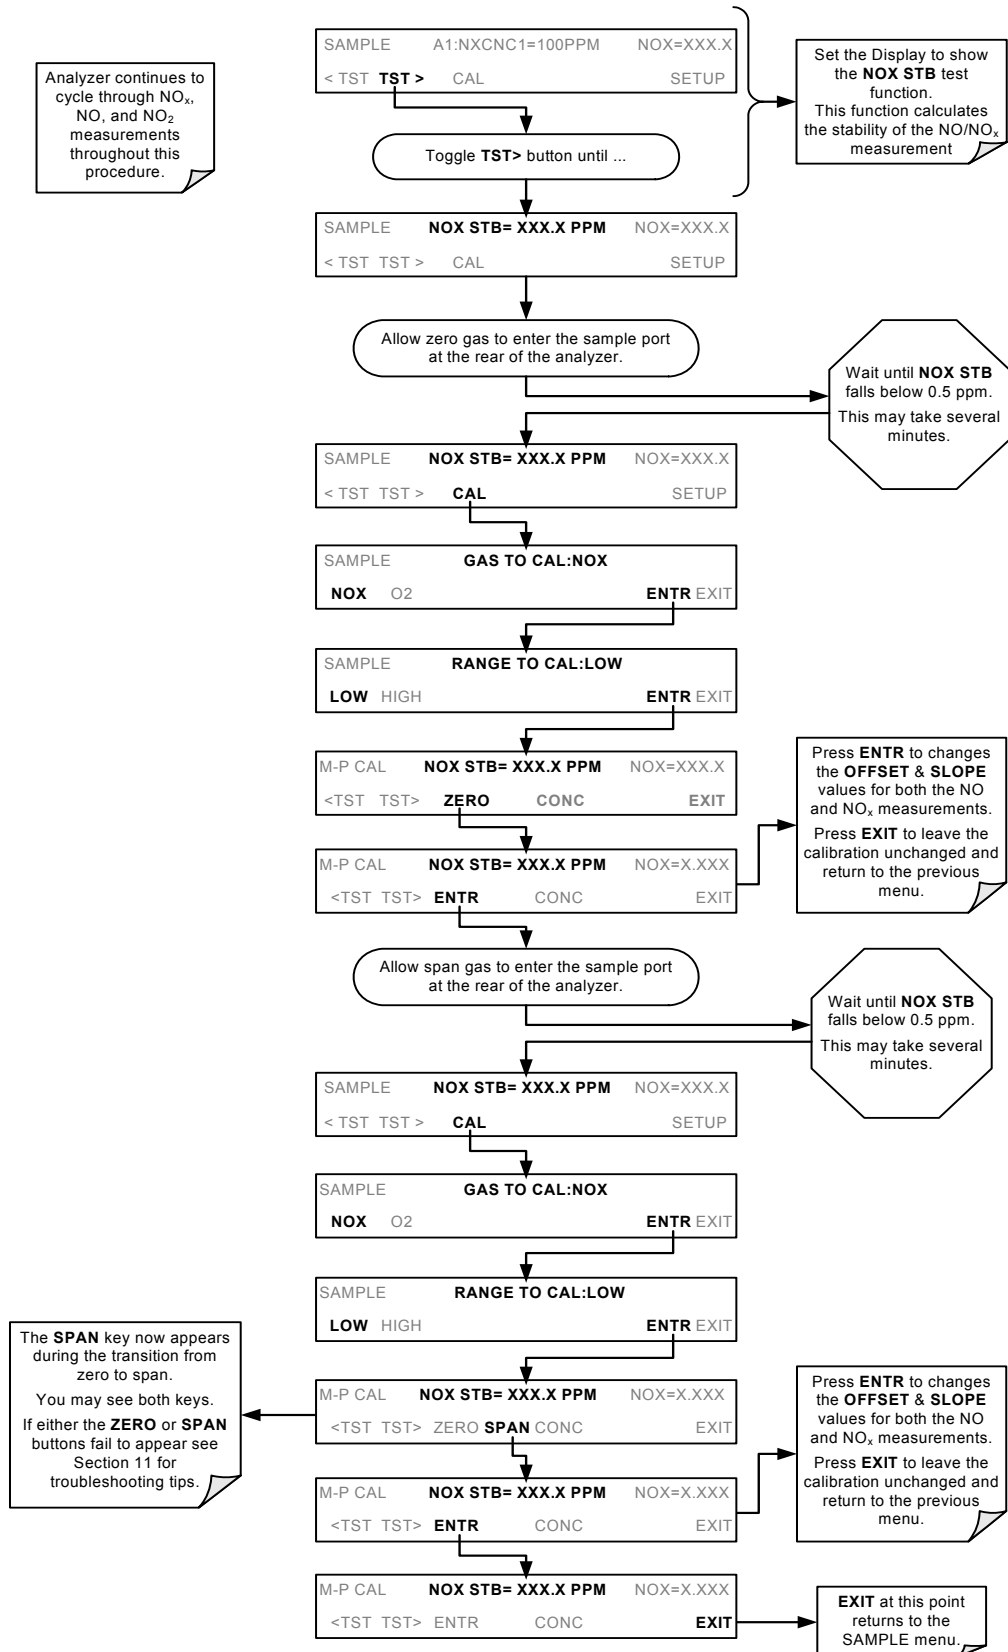 SAMPLE A1:NXCNC1=100PPM NOX=XXX.X
< TST TST > CAL SETUP
Analyzer continues to
cycle through NOₓ,
NO, and NO₂
measurements
throughout this
procedure.
Set the Display to show
the NOX STB test
function.
This function calculates
the stability of the NO/NOₓ
measurement
Toggle TST> button until ...
SAMPLE NOX STB= XXX.X PPM NOX=XXX.X
< TST TST > CAL SETUP
Allow zero gas to enter the sample port
at the rear of the analyzer.
Wait until NOX STB
falls below 0.5 ppm.
This may take several
minutes.
SAMPLE NOX STB= XXX.X PPM NOX=XXX.X
< TST TST > CAL SETUP
SAMPLE GAS TO CAL:NOX
NOX O2 ENTR EXIT
SAMPLE RANGE TO CAL:LOW
LOW HIGH ENTR EXIT
M-P CAL NOX STB= XXX.X PPM NOX=XXX.X
<TST TST> ZERO CONC EXIT
M-P CAL NOX STB= XXX.X PPM NOX=X.XXX
<TST TST> ENTR CONC EXIT
Press ENTR to changes
the OFFSET & SLOPE
values for both the NO
and NOₓ measurements.
Press EXIT to leave the
calibration unchanged and
return to the previous
menu.
Allow span gas to enter the sample port
at the rear of the analyzer.
Wait until NOX STB
falls below 0.5 ppm.
This may take several
minutes.
SAMPLE NOX STB= XXX.X PPM NOX=XXX.X
< TST TST > CAL SETUP
SAMPLE GAS TO CAL:NOX
NOX O2 ENTR EXIT
SAMPLE RANGE TO CAL:LOW
LOW HIGH ENTR EXIT
The SPAN key now appears
during the transition from
zero to span.
You may see both keys.
If either the ZERO or SPAN
buttons fail to appear see
Section 11 for
troubleshooting tips.
M-P CAL NOX STB= XXX.X PPM NOX=X.XXX
<TST TST> ZERO SPAN CONC EXIT
M-P CAL NOX STB= XXX.X PPM NOX=X.XXX
<TST TST> ENTR CONC EXIT
Press ENTR to changes
the OFFSET & SLOPE
values for both the NO
and NOₓ measurements.
Press EXIT to leave the
calibration unchanged and
return to the previous
menu.
M-P CAL NOX STB= XXX.X PPM NOX=X.XXX
<TST TST> ENTR CONC EXIT
EXIT at this point
returns to the
SAMPLE menu.